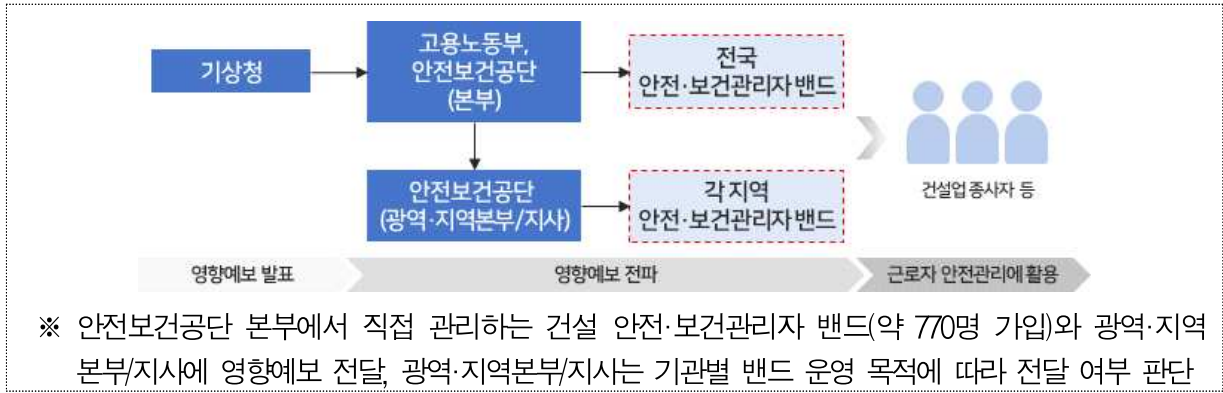 기상청
고용노동부,
안전보건공단
(본부)
전국
안전·보건관리자 밴드
안전보건공단
(광역·지역본부/지사)
각 지역
안전·보건관리자 밴드
건설업 종사자 등
영향예보 발표
영향예보 전파
근로자 안전관리에 활용
※ 안전보건공단 본부에서 직접 관리하는 건설 안전·보건관리자 밴드(약 770명 가입)와 광역·지역
본부/지사에 영향예보 전달, 광역·지역본부/지사는 기관별 밴드 운영 목적에 따라 전달 여부 판단